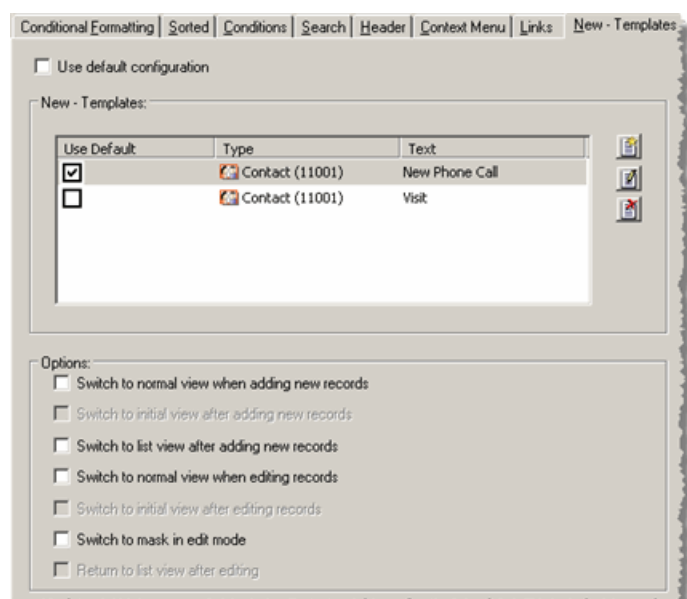 Conditional Formatting Sorted Conditions Search Header Context Menu Links New - Templates
Use default configuration
New - Templates:
Use Default Type Text
Contact (11001) New Phone Call
Contact (11001) Visit
Options:
Switch to normal view when adding new records
Switch to initial view after adding new records
Switch to list view after adding new records
Switch to normal view when editing records
Switch to initial view after editing records
Switch to mask in edit mode
Return to list view after editing